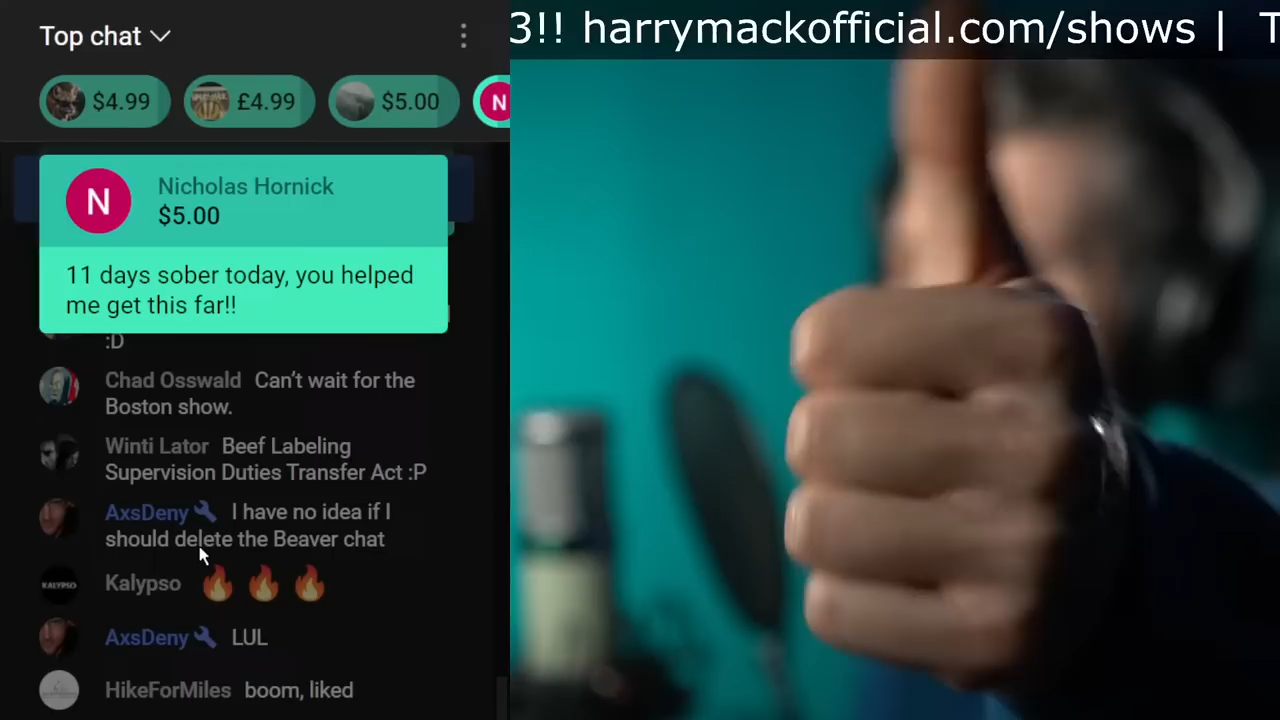 Top chat
3!! harrymackofficial.com/shows | T
$4.99
£4.99
$5.00
N
N
Nicholas Hornick
$5.00
11 days sober today, you helped
me get this far!!
:D
Chad Osswald Can't wait for the
Boston show.
Winti Lator Beef Labeling
Supervision Duties Transfer Act :P
AxsDeny I have no idea if I
should delete the Beaver chat
KALYPSO
Kalypso 🔥 🔥 🔥
AxsDeny LUL
HikeForMiles boom, liked